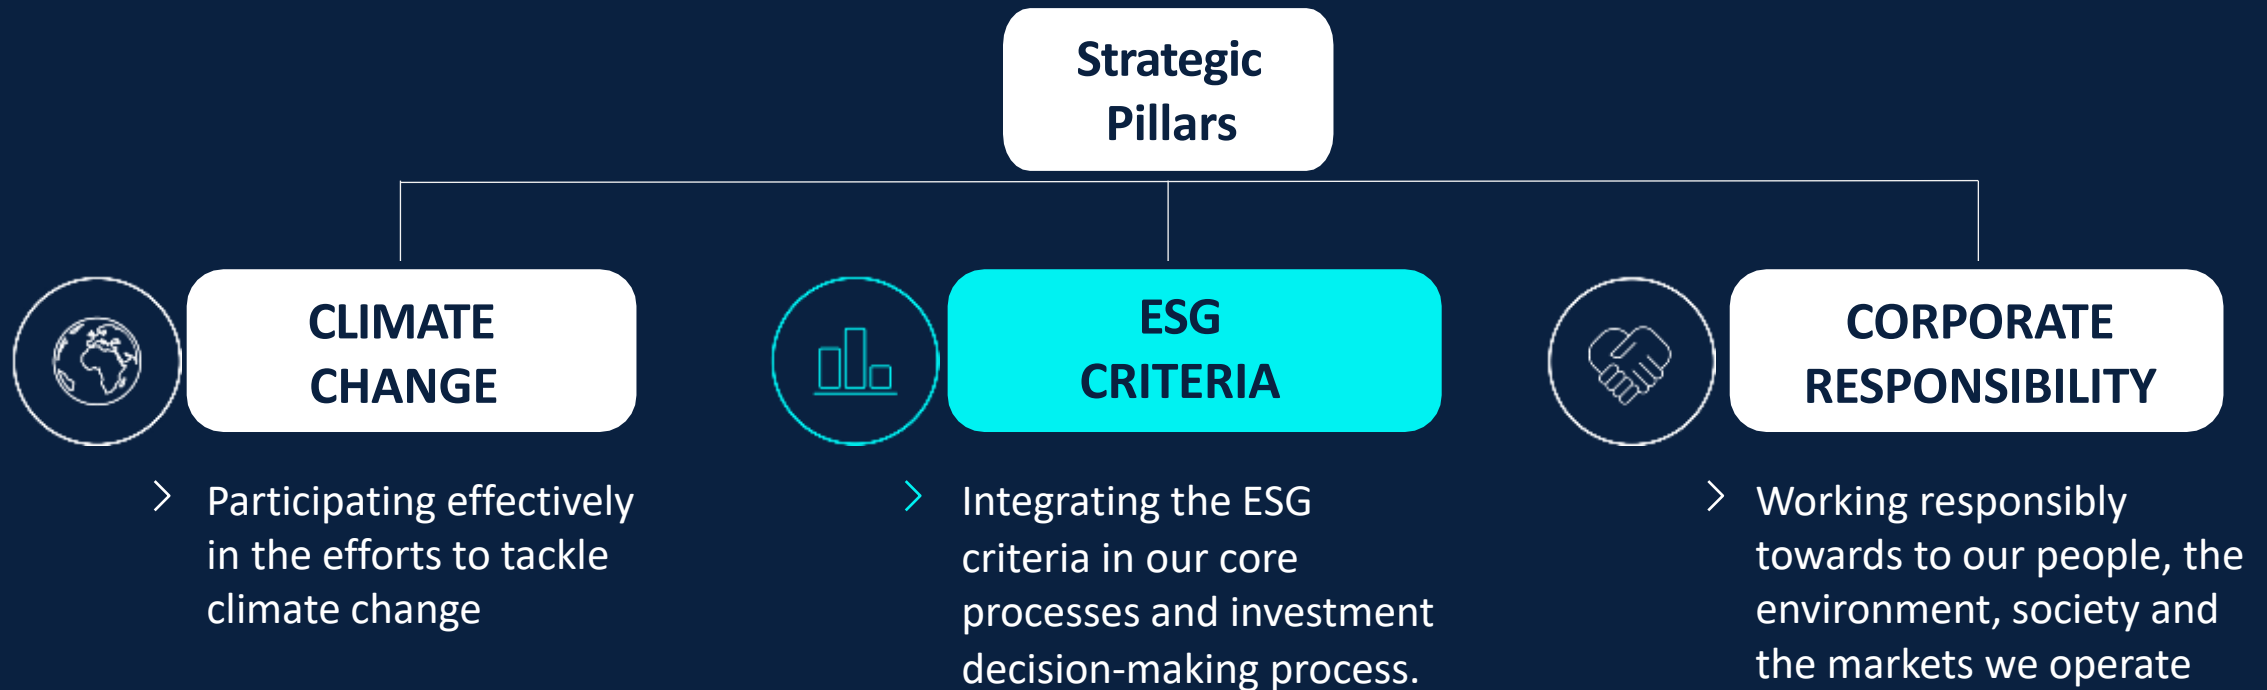 Strategic
Pillars
CLIMATE
CHANGE
Participating effectively
in the efforts to tackle
climate change
ESG
CRITERIA
Integrating the ESG
criteria in our core
processes and investment
decision-making process.
CORPORATE
RESPONSIBILITY
Working responsibly
towards to our people, the
environment, society and
the markets we operate